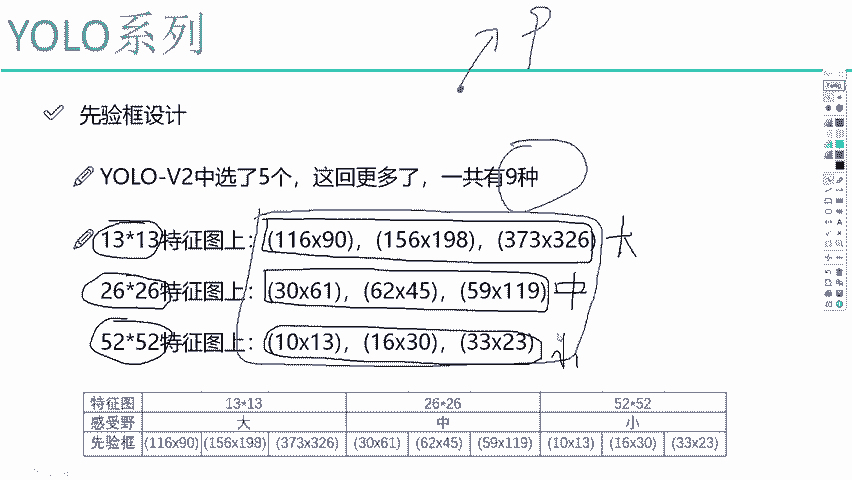 YOLO系列
先验框设计
YOLO-V2中选了5个，这回更多了，一共有9种
13*13特征图上：(116x90)，(156x198)，(373x326) 大
26*26特征图上：(30x61)，(62x45)，(59x119) 中
52*52特征图上：(10x13)，(16x30)，(33x23) 小
特征图 13*13 26*26 52*52
感受野 大 中 小
先验框 (116x90) (156x198) (373x326) (30x61) (62x45) (59x119) (10x13) (16x30) (33x23)